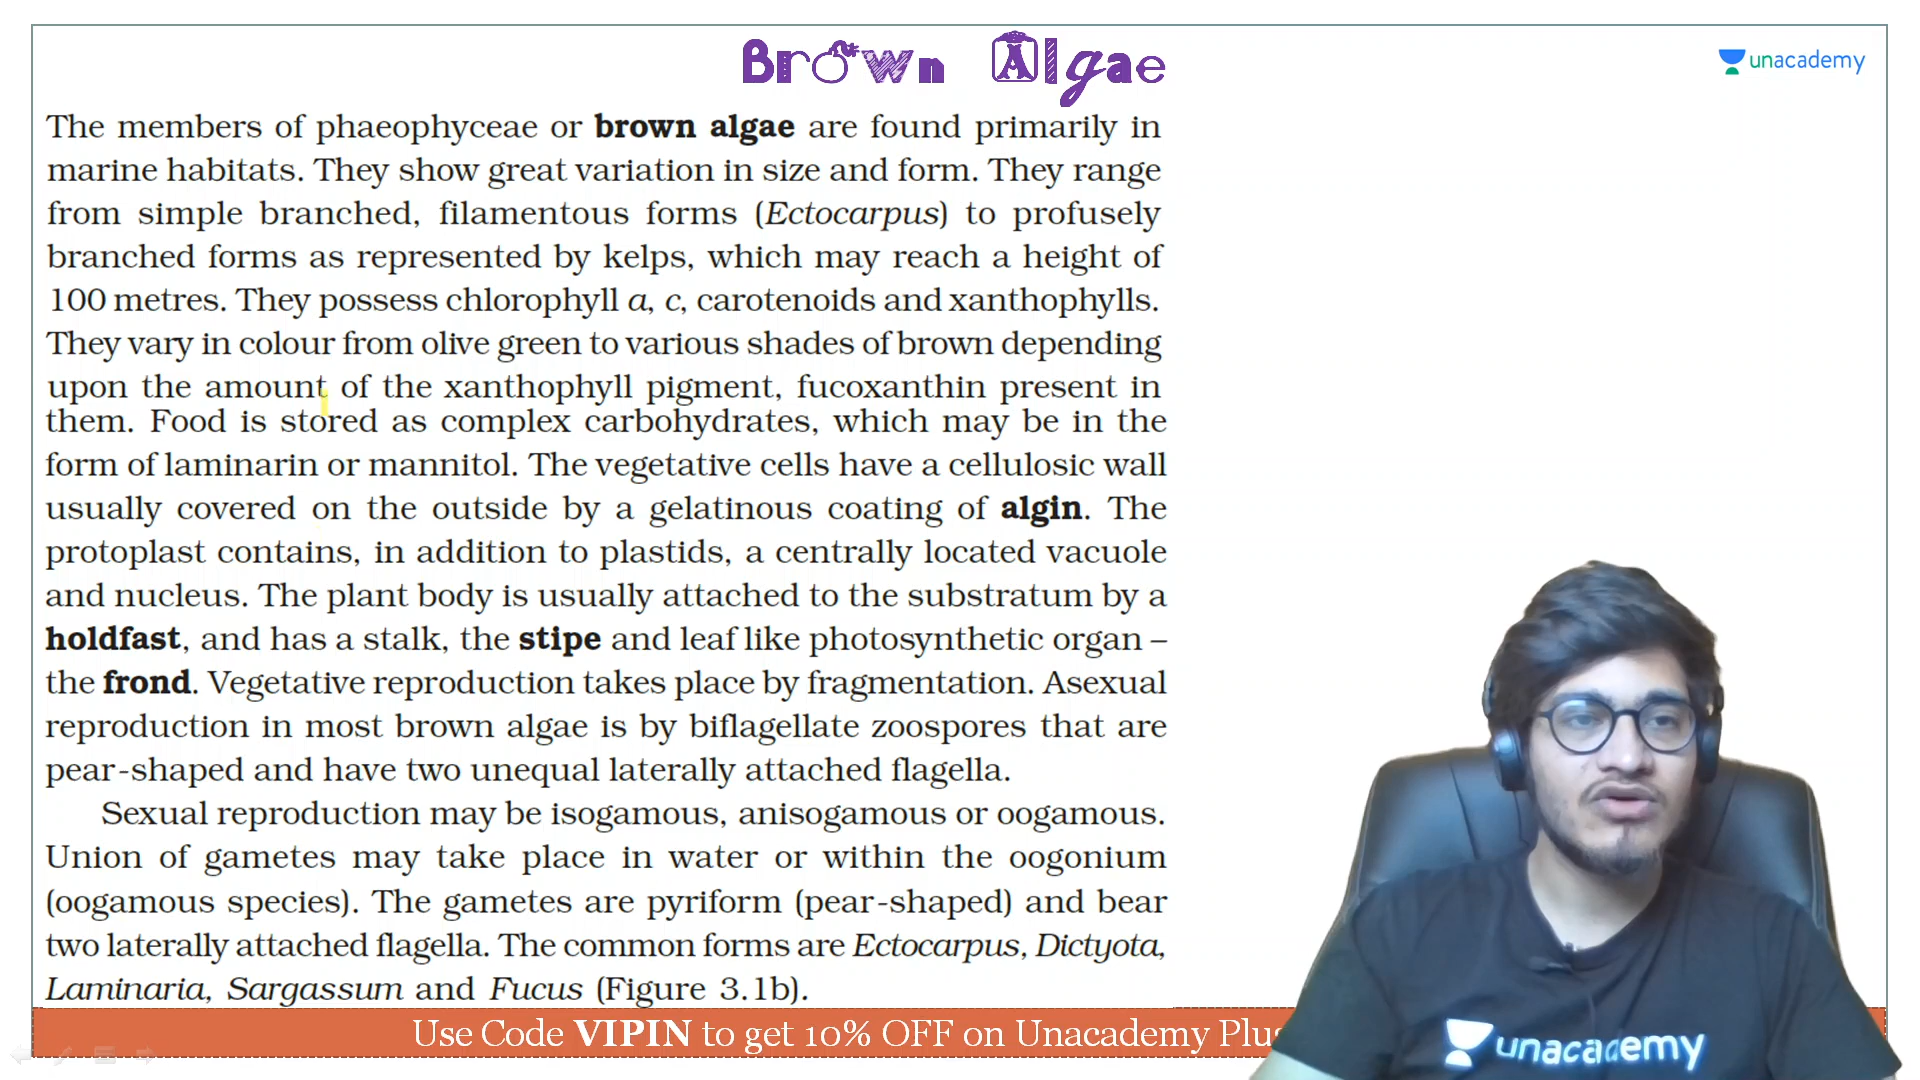 Brown Algae
unacademy
The members of phaeophyceae or brown algae are found primarily in
marine habitats. They show great variation in size and form. They range
from simple branched, filamentous forms (Ectocarpus) to profusely
branched forms as represented by kelps, which may reach a height of
100 metres. They possess chlorophyll a, c, carotenoids and xanthophylls.
They vary in colour from olive green to various shades of brown depending
upon the amount of the xanthophyll pigment, fucoxanthin present in
them. Food is stored as complex carbohydrates, which may be in the
form of laminarin or mannitol. The vegetative cells have a cellulosic wall
usually covered on the outside by a gelatinous coating of algin. The
protoplast contains, in addition to plastids, a centrally located vacuole
and nucleus. The plant body is usually attached to the substratum by a
holdfast, and has a stalk, the stipe and leaf like photosynthetic organ –
the frond. Vegetative reproduction takes place by fragmentation. Asexual
reproduction in most brown algae is by biflagellate zoospores that are
pear-shaped and have two unequal laterally attached flagella.
Sexual reproduction may be isogamous, anisogamous or oogamous.
Union of gametes may take place in water or within the oogonium
(oogamous species). The gametes are pyriform (pear-shaped) and bear
two laterally attached flagella. The common forms are Ectocarpus, Dictyota,
Laminaria, Sargassum and Fucus (Figure 3.1b).
Use Code VIPIN to get 10% OFF on Unacademy Plus
unacademy